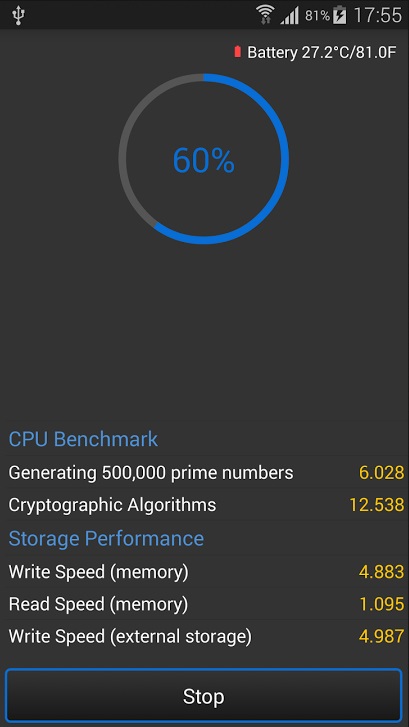 81% 17:55
Battery 27.2°C/81.0F
60%
CPU Benchmark
Generating 500,000 prime numbers 6.028
Cryptographic Algorithms 12.538
Storage Performance
Write Speed (memory) 4.883
Read Speed (memory) 1.095
Write Speed (external storage) 4.987
Stop